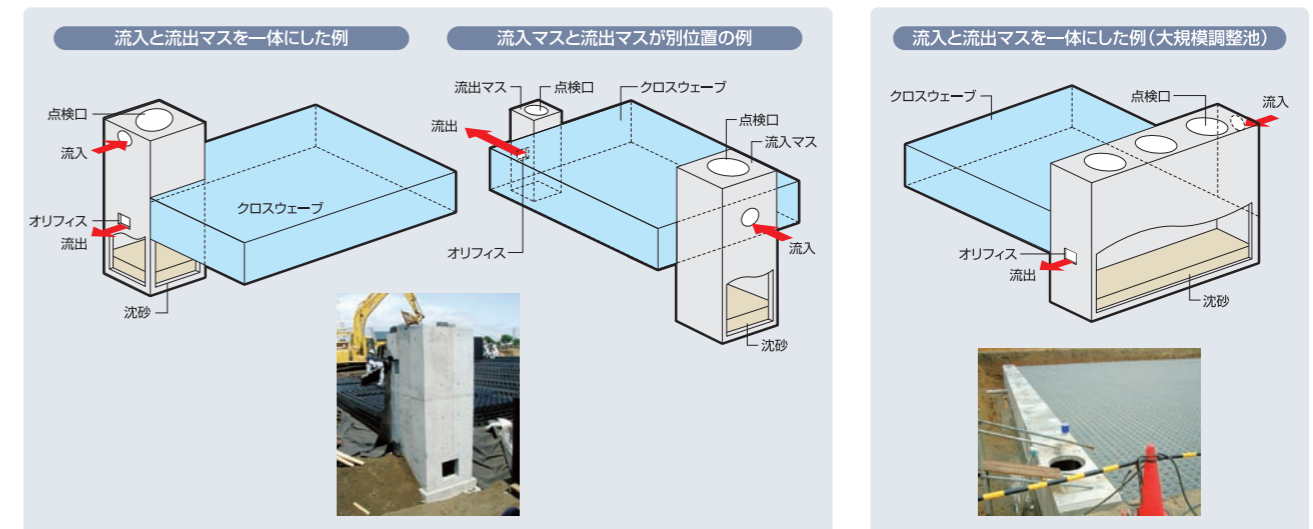 流入と流出マスを一体にした例
点検口
流入
オリフィス
流出
クロスウェーブ
沈砂
流入マスと流出マスが別位置の例
流出マス
点検口
クロスウェーブ
流出
点検口
流入マス
オリフィス
流入
沈砂
流入と流出マスを一体にした例(大規模調整池)
クロスウェーブ
点検口
流入
オリフィス
流出
沈砂